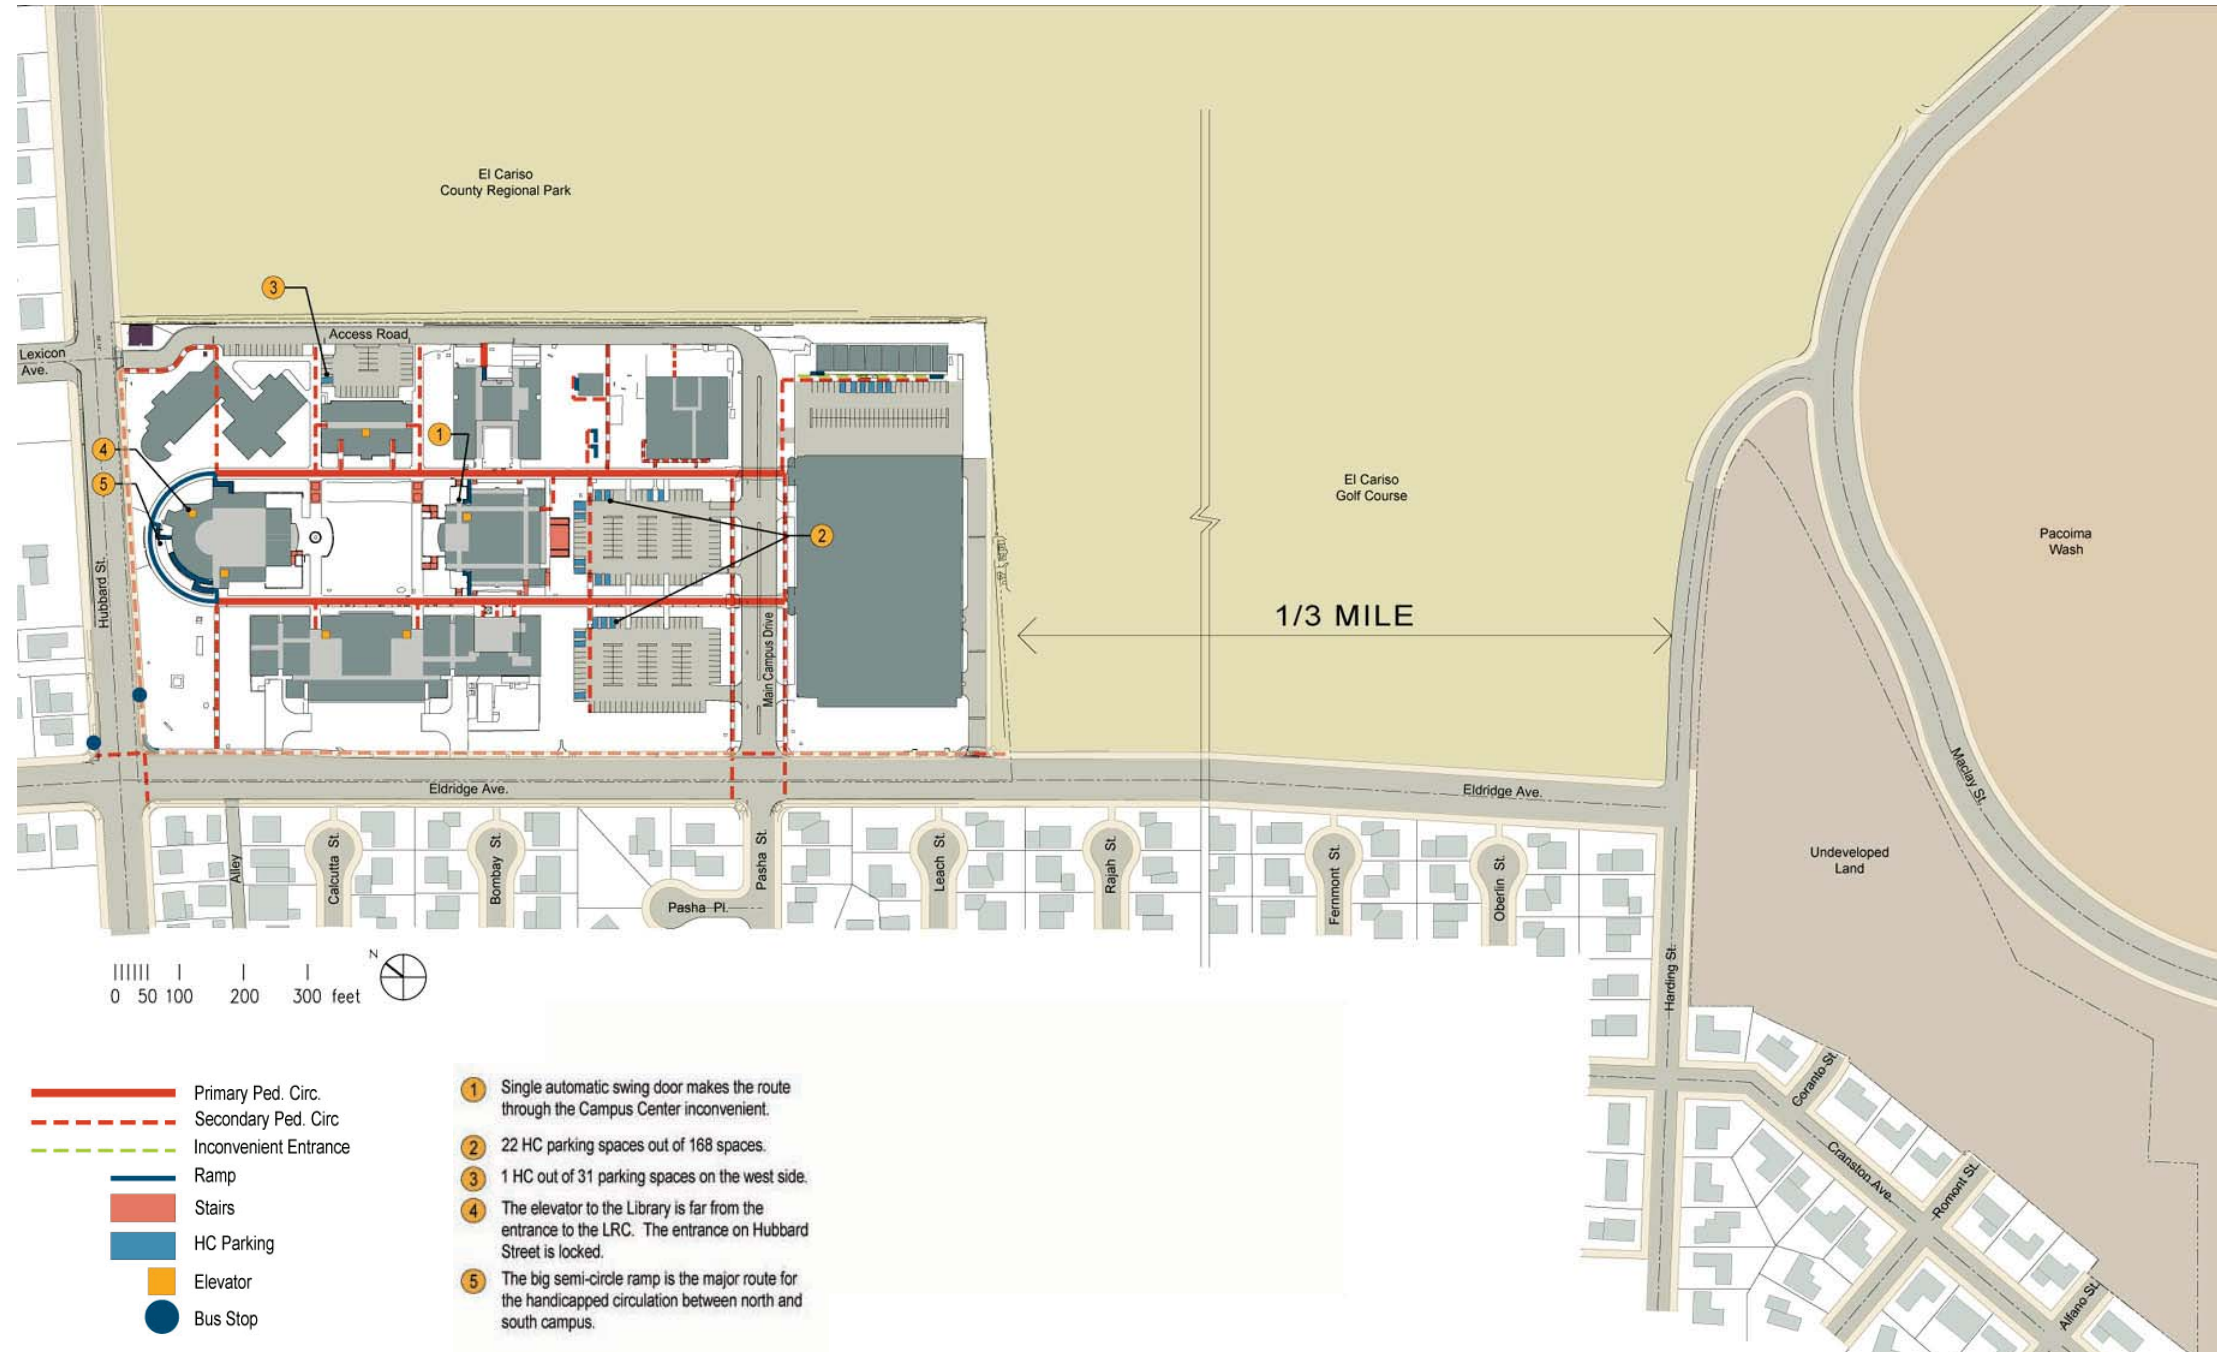 El Cariso
County Regional Park
3
Access Road
Lexicon
Ave.
1
4
5
2
El Cariso
Golf Course
Pacoima
Wash
Hubbard St.
1/3 MILE
Main Campus Drive
Maclay St.
Eldridge Ave.
Eldridge Ave.
Alley
Calcutta St.
Bombay St.
Pasha Pl.
Pasha St.
Leach St.
Rajah St.
Fernmont St.
Oberlin St.
Undeveloped
Land
Harding St.
N
0 50 100 200 300 feet
Coranto St.
Cranston Ave.
Romont St.
Alfano St.
Primary Ped. Circ.
Secondary Ped. Circ
Inconvenient Entrance
Ramp
Stairs
HC Parking
Elevator
Bus Stop
1 Single automatic swing door makes the route
through the Campus Center inconvenient.
2 22 HC parking spaces out of 168 spaces.
3 1 HC out of 31 parking spaces on the west side.
4 The elevator to the Library is far from the
entrance to the LRC. The entrance on Hubbard
Street is locked.
5 The big semi-circle ramp is the major route for
the handicapped circulation between north and
south campus.